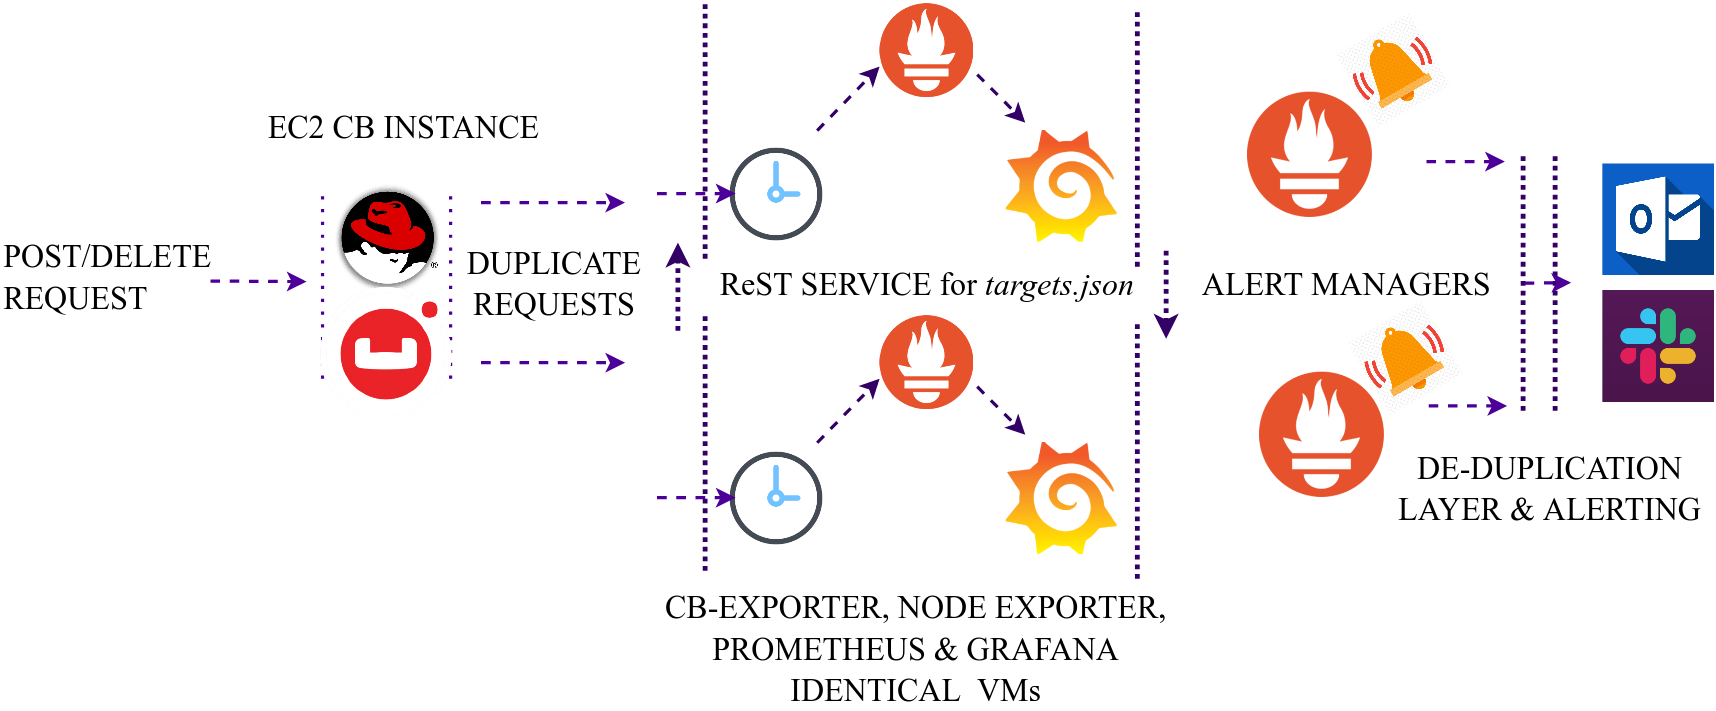 EC2 CB INSTANCE
POST/DELETE
REQUEST
DUPLICATE
REQUESTS
ReST SERVICE for targets.json
ALERT MANAGERS
DE-DUPLICATION
LAYER & ALERTING
CB-EXPORTER, NODE EXPORTER,
PROMETHEUS & GRAFANA
IDENTICAL VMs